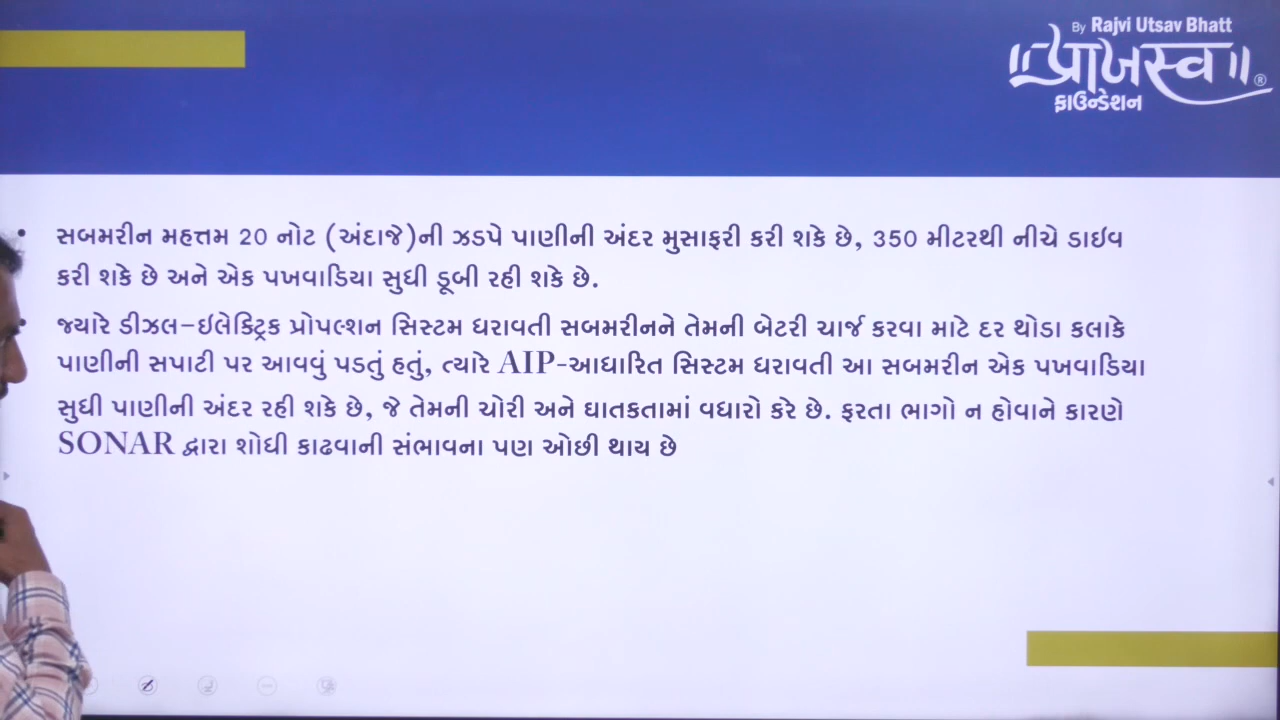 By Rajvi Utsav Bhatt
॥પ્રાખસ્વ॥®
ફાઉન્ડેશન
• સબમરીન મહત્તમ 20 નોટ (અંદાજે)ની ઝડપે પાણીની અંદર મુસાફરી કરી શકે છે, 350 મીટરથી નીચે ડાઇવ
કરી શકે છે અને એક પખવાડિયા સુધી ડૂબી રહી શકે છે.
• જ્યારે ડીઝલ–ઇલેક્ટ્રિક પ્રોપલ્શન સિસ્ટમ ધરાવતી સબમરીનને તેમની બેટરી ચાર્જ કરવા માટે દર થોડા કલાકે
પાણીની સપાટી પર આવવું પડતું હતું, ત્યારે AIP-આધારિત સિસ્ટમ ધરાવતી આ સબમરીન એક પખવાડિયા
સુધી પાણીની અંદર રહી શકે છે, જે તેમની ચોરી અને ઘાતકતામાં વધારો કરે છે. ફરતા ભાગો ન હોવાને કારણે
SONAR દ્વારા શોધી કાઢવાની સંભાવના પણ ઓછી થાય છે